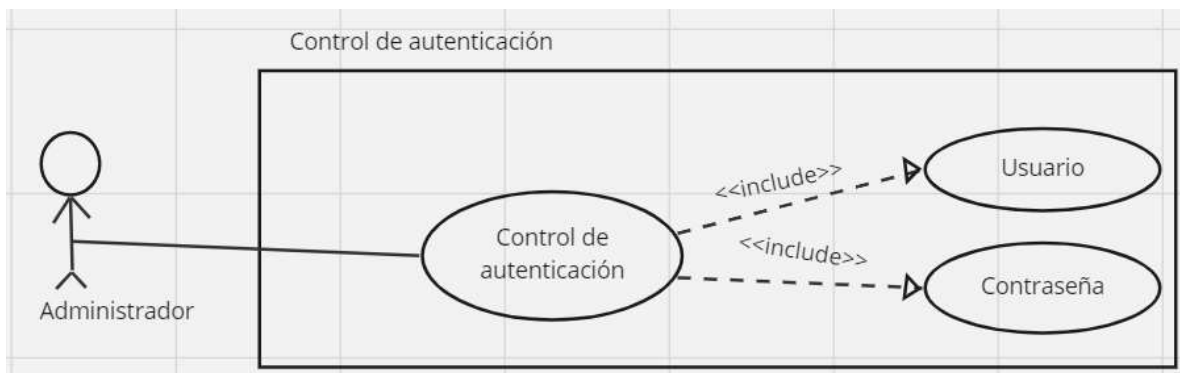 Control de autenticación
<<include>>
Usuario
Control de
autenticación
<<include>>
Contraseña
Administrador